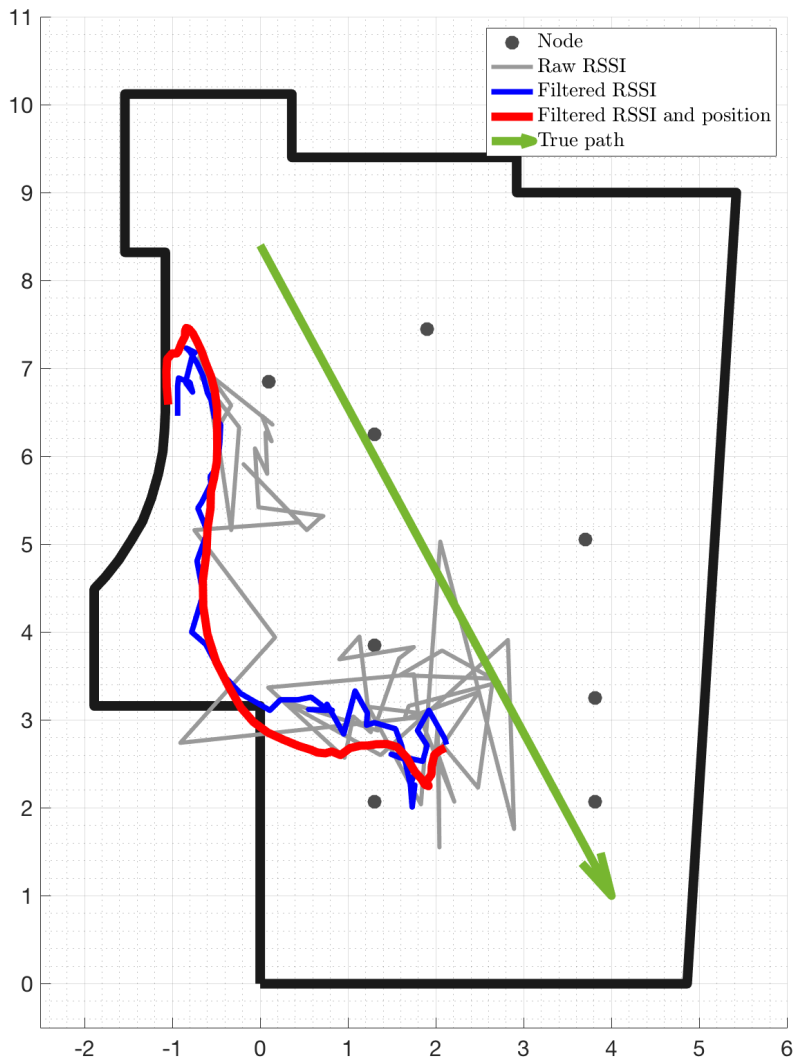 11
10
9
8
7
6
5
4
3
2
1
0
-2 -1 0 1 2 3 4 5 6
Node
Raw RSSI
Filtered RSSI
Filtered RSSI and position
True path